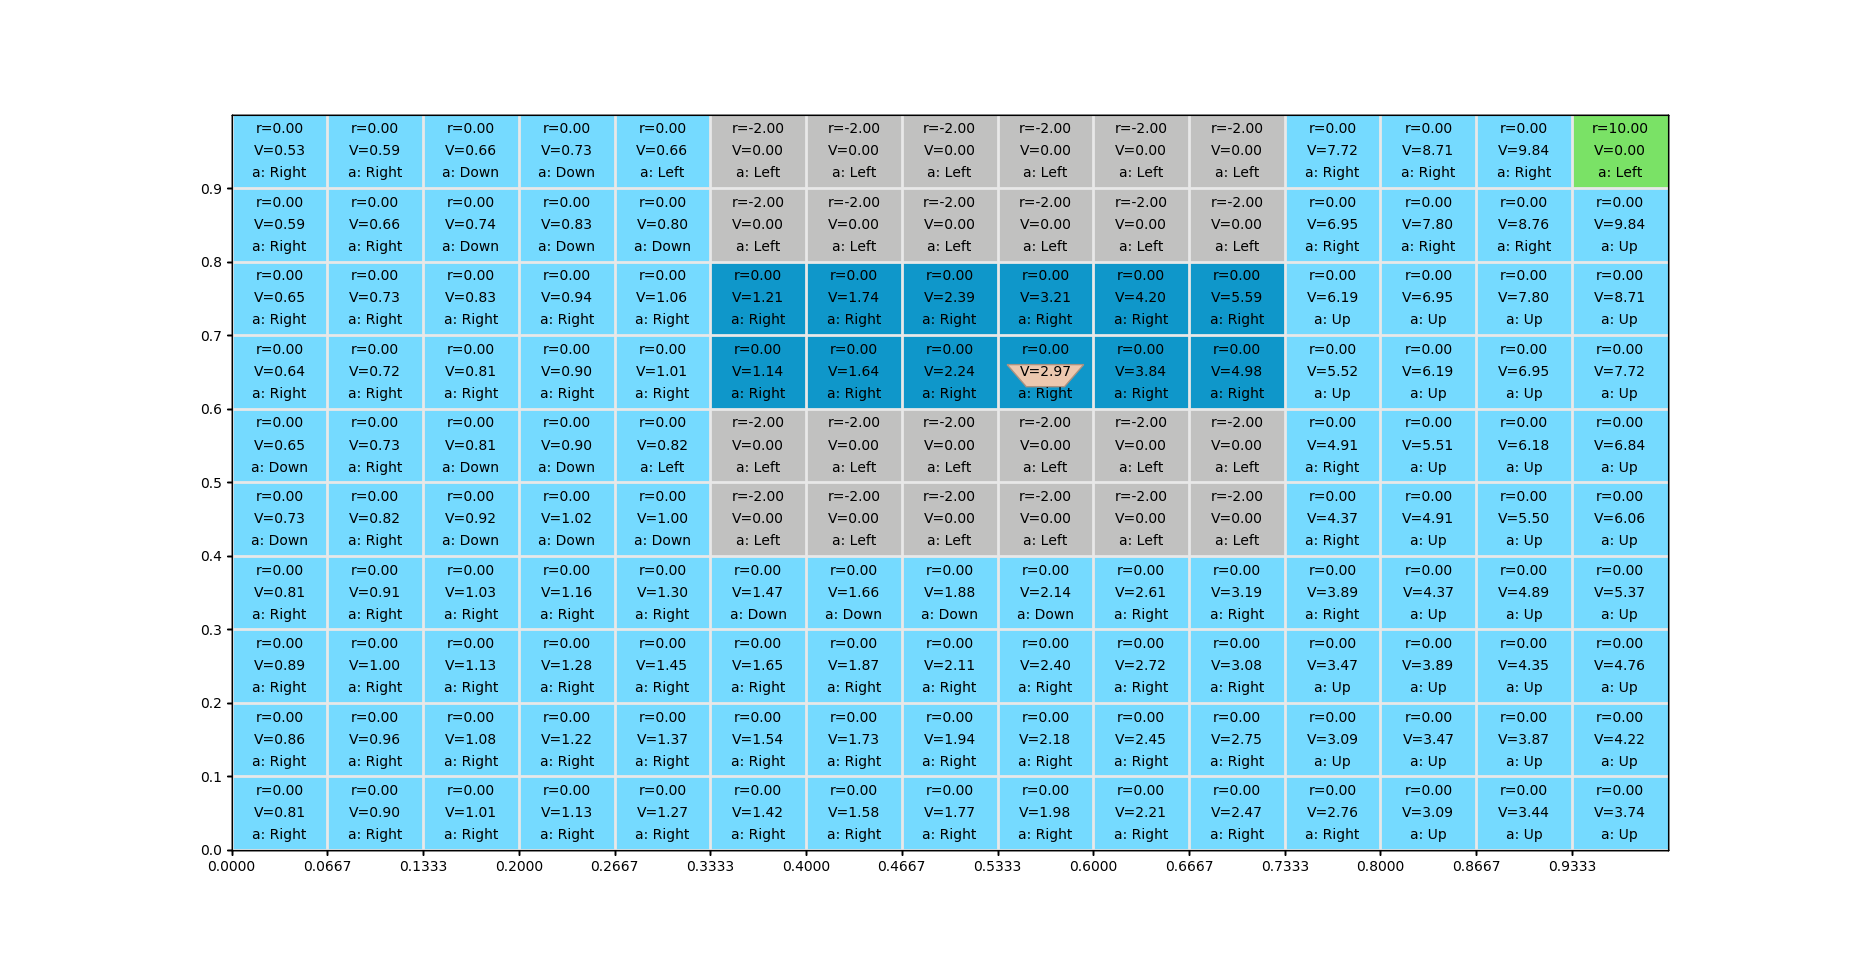 r=0.00 r=0.00 r=0.00 r=0.00 r=0.00 r=-2.00 r=-2.00 r=-2.00 r=-2.00 r=-2.00 r=-2.00 r=0.00 r=0.00 r=0.00 r=10.00
V=0.53 V=0.59 V=0.66 V=0.73 V=0.66 V=0.00 V=0.00 V=0.00 V=0.00 V=0.00 V=0.00 V=7.72 V=8.71 V=9.84 V=0.00
a: Right a: Right a: Down a: Down a: Left a: Left a: Left a: Left a: Left a: Left a: Left a: Right a: Right a: Right a: Left
0.9
r=0.00 r=0.00 r=0.00 r=0.00 r=0.00 r=-2.00 r=-2.00 r=-2.00 r=-2.00 r=-2.00 r=-2.00 r=0.00 r=0.00 r=0.00 r=0.00
V=0.59 V=0.66 V=0.74 V=0.83 V=0.80 V=0.00 V=0.00 V=0.00 V=0.00 V=0.00 V=0.00 V=6.95 V=7.80 V=8.76 V=9.84
a: Right a: Right a: Down a: Down a: Down a: Left a: Left a: Left a: Left a: Left a: Left a: Right a: Right a: Right a: Up
0.8
r=0.00 r=0.00 r=0.00 r=0.00 r=0.00 r=0.00 r=0.00 r=0.00 r=0.00 r=0.00 r=0.00 r=0.00 r=0.00 r=0.00 r=0.00
V=0.65 V=0.73 V=0.83 V=0.94 V=1.06 V=1.21 V=1.74 V=2.39 V=3.21 V=4.20 V=5.59 V=6.19 V=6.95 V=7.80 V=8.71
a: Right a: Right a: Right a: Right a: Right a: Right a: Right a: Right a: Right a: Right a: Right a: Up a: Up a: Up a: Up
0.7
r=0.00 r=0.00 r=0.00 r=0.00 r=0.00 r=0.00 r=0.00 r=0.00 r=0.00 r=0.00 r=0.00 r=0.00 r=0.00 r=0.00 r=0.00
V=0.64 V=0.72 V=0.81 V=0.90 V=1.01 V=1.14 V=1.64 V=2.24 V=2.97 V=3.84 V=4.98 V=5.52 V=6.19 V=6.95 V=7.72
a: Right a: Right a: Right a: Right a: Right a: Right a: Right a: Right a: Right a: Right a: Right a: Up a: Up a: Up a: Up
0.6
r=0.00 r=0.00 r=0.00 r=0.00 r=0.00 r=-2.00 r=-2.00 r=-2.00 r=-2.00 r=-2.00 r=-2.00 r=0.00 r=0.00 r=0.00 r=0.00
V=0.65 V=0.73 V=0.81 V=0.90 V=0.82 V=0.00 V=0.00 V=0.00 V=0.00 V=0.00 V=0.00 V=4.91 V=5.51 V=6.18 V=6.84
a: Down a: Right a: Down a: Down a: Left a: Left a: Left a: Left a: Left a: Left a: Left a: Right a: Up a: Up a: Up
0.5
r=0.00 r=0.00 r=0.00 r=0.00 r=0.00 r=-2.00 r=-2.00 r=-2.00 r=-2.00 r=-2.00 r=-2.00 r=0.00 r=0.00 r=0.00 r=0.00
V=0.73 V=0.82 V=0.92 V=1.02 V=1.00 V=0.00 V=0.00 V=0.00 V=0.00 V=0.00 V=0.00 V=4.37 V=4.91 V=5.50 V=6.06
a: Down a: Right a: Down a: Down a: Down a: Left a: Left a: Left a: Left a: Left a: Left a: Right a: Up a: Up a: Up
0.4
r=0.00 r=0.00 r=0.00 r=0.00 r=0.00 r=0.00 r=0.00 r=0.00 r=0.00 r=0.00 r=0.00 r=0.00 r=0.00 r=0.00 r=0.00
V=0.81 V=0.91 V=1.03 V=1.16 V=1.30 V=1.47 V=1.66 V=1.88 V=2.14 V=2.61 V=3.19 V=3.89 V=4.37 V=4.89 V=5.37
a: Right a: Right a: Right a: Right a: Right a: Down a: Down a: Down a: Down a: Right a: Right a: Right a: Up a: Up a: Up
0.3
r=0.00 r=0.00 r=0.00 r=0.00 r=0.00 r=0.00 r=0.00 r=0.00 r=0.00 r=0.00 r=0.00 r=0.00 r=0.00 r=0.00 r=0.00
V=0.89 V=1.00 V=1.13 V=1.28 V=1.45 V=1.65 V=1.87 V=2.11 V=2.40 V=2.72 V=3.08 V=3.47 V=3.89 V=4.35 V=4.76
a: Right a: Right a: Right a: Right a: Right a: Right a: Right a: Right a: Right a: Right a: Right a: Up a: Up a: Up a: Up
0.2
r=0.00 r=0.00 r=0.00 r=0.00 r=0.00 r=0.00 r=0.00 r=0.00 r=0.00 r=0.00 r=0.00 r=0.00 r=0.00 r=0.00 r=0.00
V=0.86 V=0.96 V=1.08 V=1.22 V=1.37 V=1.54 V=1.73 V=1.94 V=2.18 V=2.45 V=2.75 V=3.09 V=3.47 V=3.87 V=4.22
a: Right a: Right a: Right a: Right a: Right a: Right a: Right a: Right a: Right a: Right a: Right a: Up a: Up a: Up a: Up
0.1
r=0.00 r=0.00 r=0.00 r=0.00 r=0.00 r=0.00 r=0.00 r=0.00 r=0.00 r=0.00 r=0.00 r=0.00 r=0.00 r=0.00 r=0.00
V=0.81 V=0.90 V=1.01 V=1.13 V=1.27 V=1.42 V=1.58 V=1.77 V=1.98 V=2.21 V=2.47 V=2.76 V=3.09 V=3.44 V=3.74
a: Right a: Right a: Right a: Right a: Right a: Right a: Right a: Right a: Right a: Right a: Right a: Right a: Up a: Up a: Up
0.0
0.0000 0.0667 0.1333 0.2000 0.2667 0.3333 0.4000 0.4667 0.5333 0.6000 0.6667 0.7333 0.8000 0.8667 0.9333